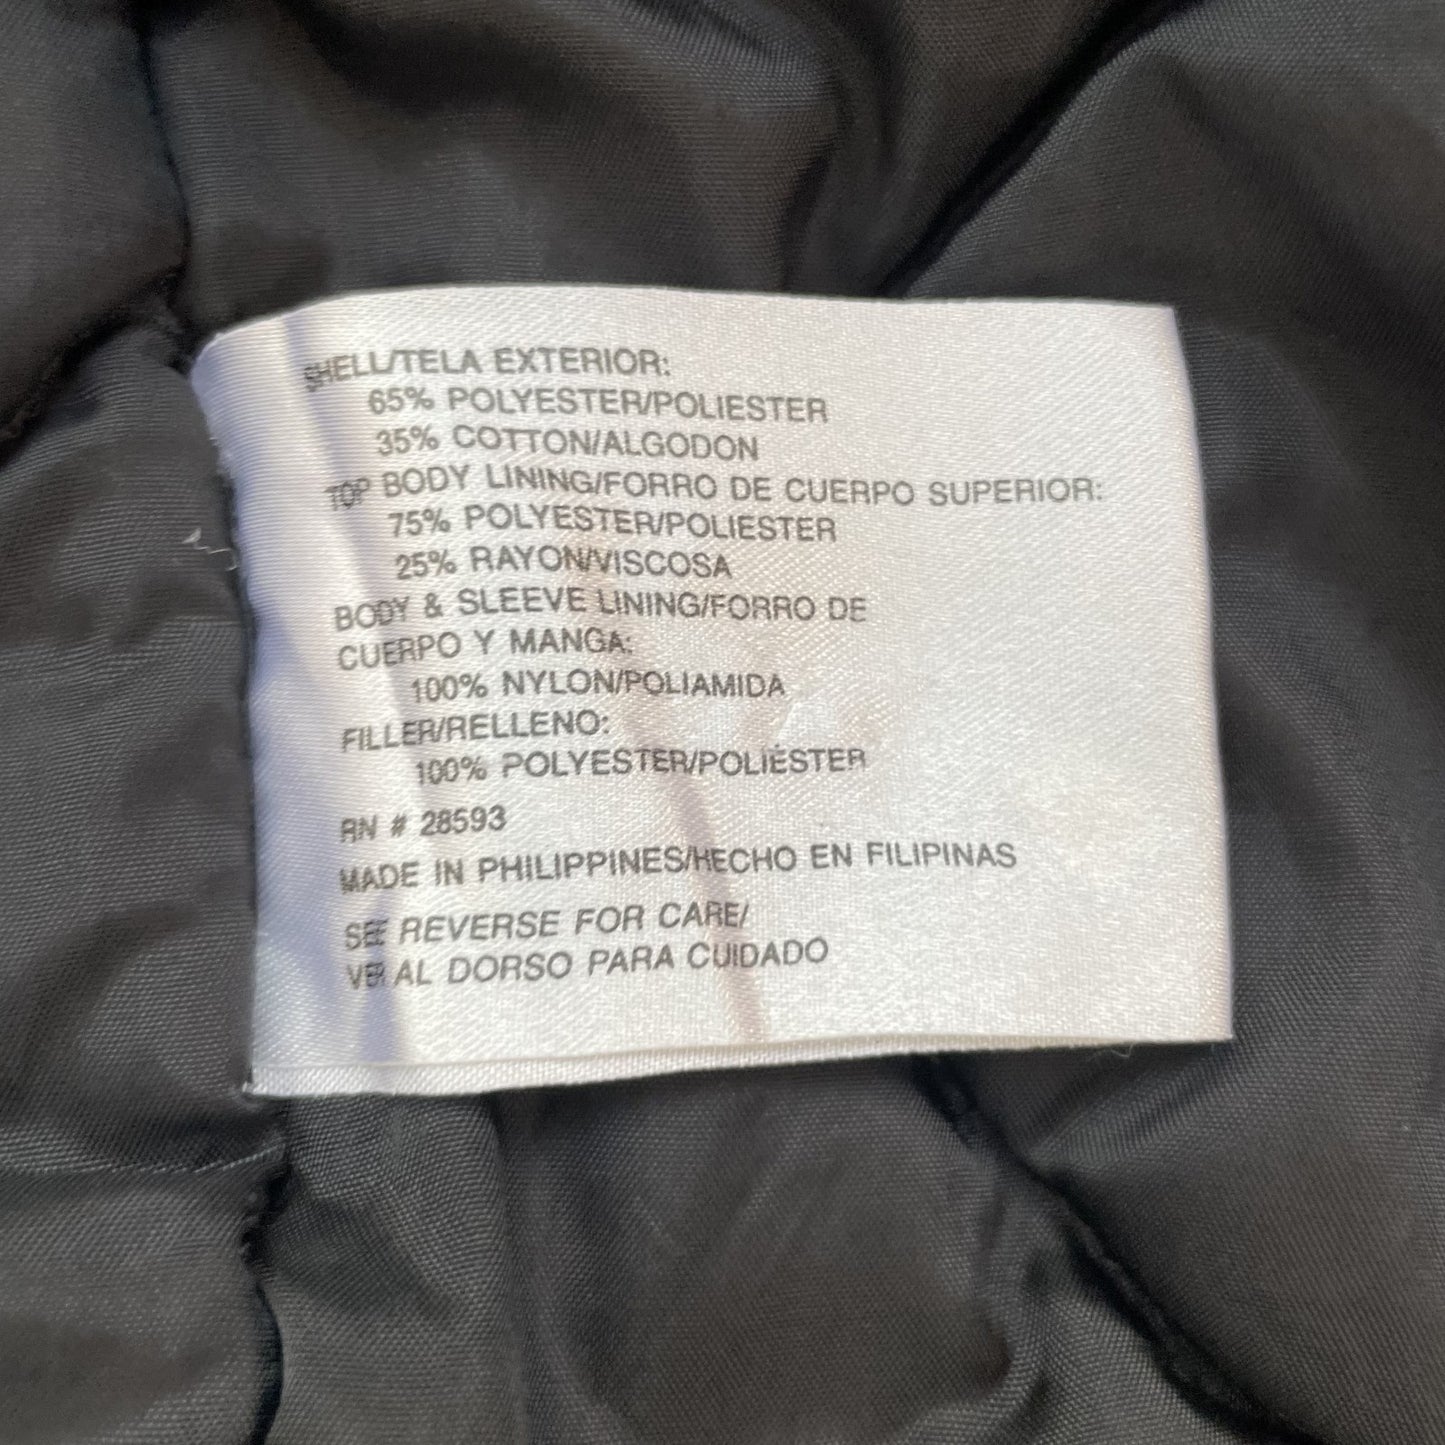 SHELL/TELA EXTERIOR:
65% POLYESTER/POLIESTER
35% COTTON/ALGODON
TOP BODY LINING/FORRO DE CUERPO SUPERIOR:
75% POLYESTER/POLIESTER
25% RAYON/VISCOSA
BODY & SLEEVE LINING/FORRO DE
CUERPO Y MANGA:
100% NYLON/POLIAMIDA
FILLER/RELLENO:
100% POLYESTER/POLIÉSTER
RN # 28593
MADE IN PHILIPPINES/HECHO EN FILIPINAS
SEE REVERSE FOR CARE/
VER AL DORSO PARA CUIDADO